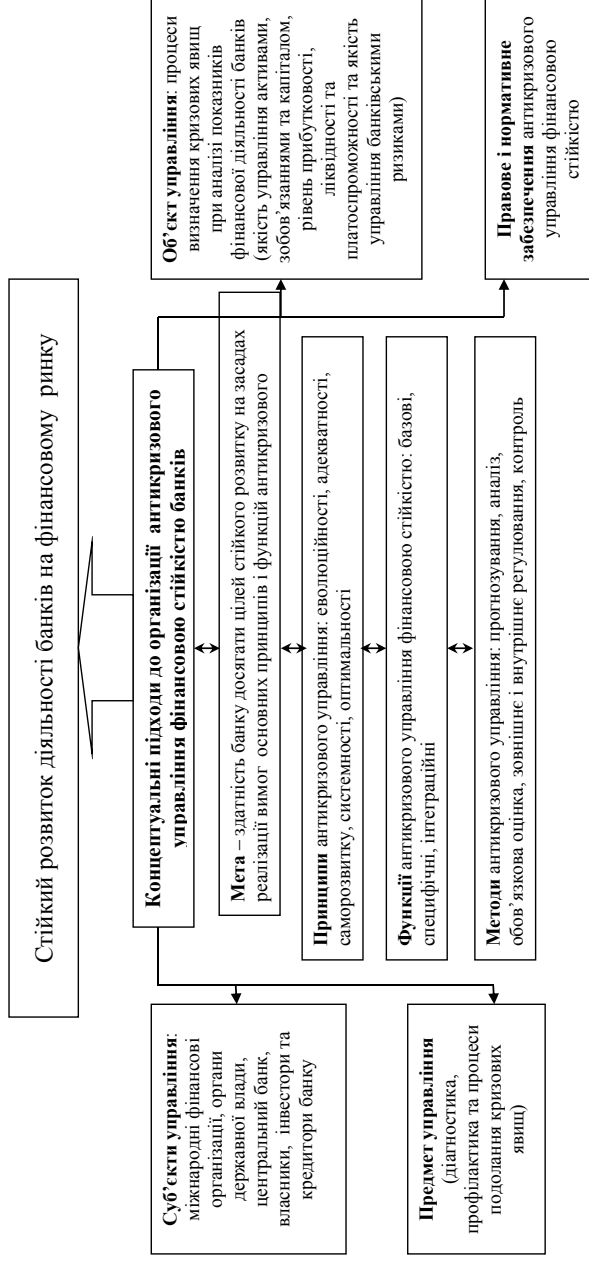 Стійкий розвиток діяльності банків на фінансовому ринку
Концептуальні підходи до організації антикризового
управління фінансовою стійкістю банків
Мета – здатність банку досягати цілей стійкого розвитку на засадах
реалізації вимог основних принципів і функцій антикризового
Принципи антикризового управління: еволюційності, адекватності,
саморозвитку, системності, оптимальності
Функції антикризового управління фінансовою стійкістю: базові,
специфічні, інтеграційні
Методи антикризового управління: прогнозування, аналіз,
обов’язкова оцінка, зовнішнє і внутрішнє регулювання, контроль
Суб’єкти управління:
міжнародні фінансові
організації, органи
державної влади,
центральний банк,
власники, інвестори та
кредитори банку
Предмет управління
(діагностика,
профілактика та процеси
подолання кризових
явищ)
Об’єкт управління: процеси
визначення кризових явищ
при аналізі показників
фінансової діяльності банків
(якість управління активами,
зобов’язаннями та капіталом,
рівень прибутковості,
ліквідності та
платоспроможності та якість
управління банківськими
ризиками)
Правове і нормативне
забезпечення антикризового
управління фінансовою
стійкістю